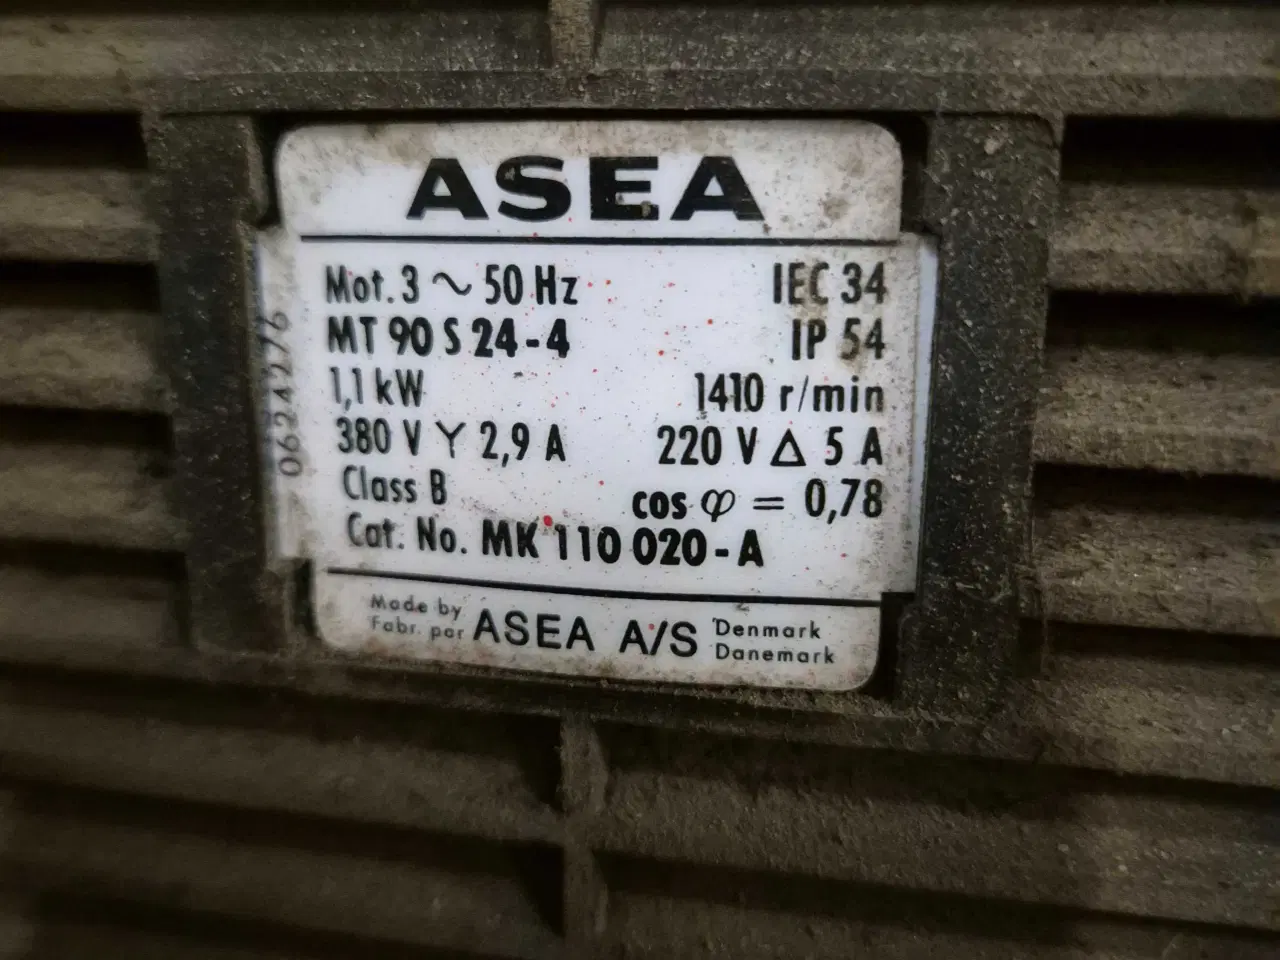 ASEA
Mot. 3 ~ 50 Hz IEC 34
MT 90 S 24-4 IP 54
1,1 kW 1410 r/min
380 V Y 2,9 A 220 V Δ 5 A
Class B cos φ = 0,78
Cat. No. MK 110 020-A
Made by
Fabr. par ASEA A/S Denmark
Danemark
0624276